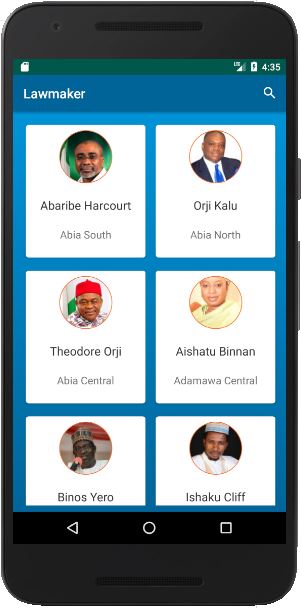 LTE 4:35
Lawmaker
Abaribe Harcourt
Orji Kalu
Abia South
Abia North
Theodore Orji
Aishatu Binnan
Abia Central
Adamawa Central
Binos Yero
Ishaku Cliff